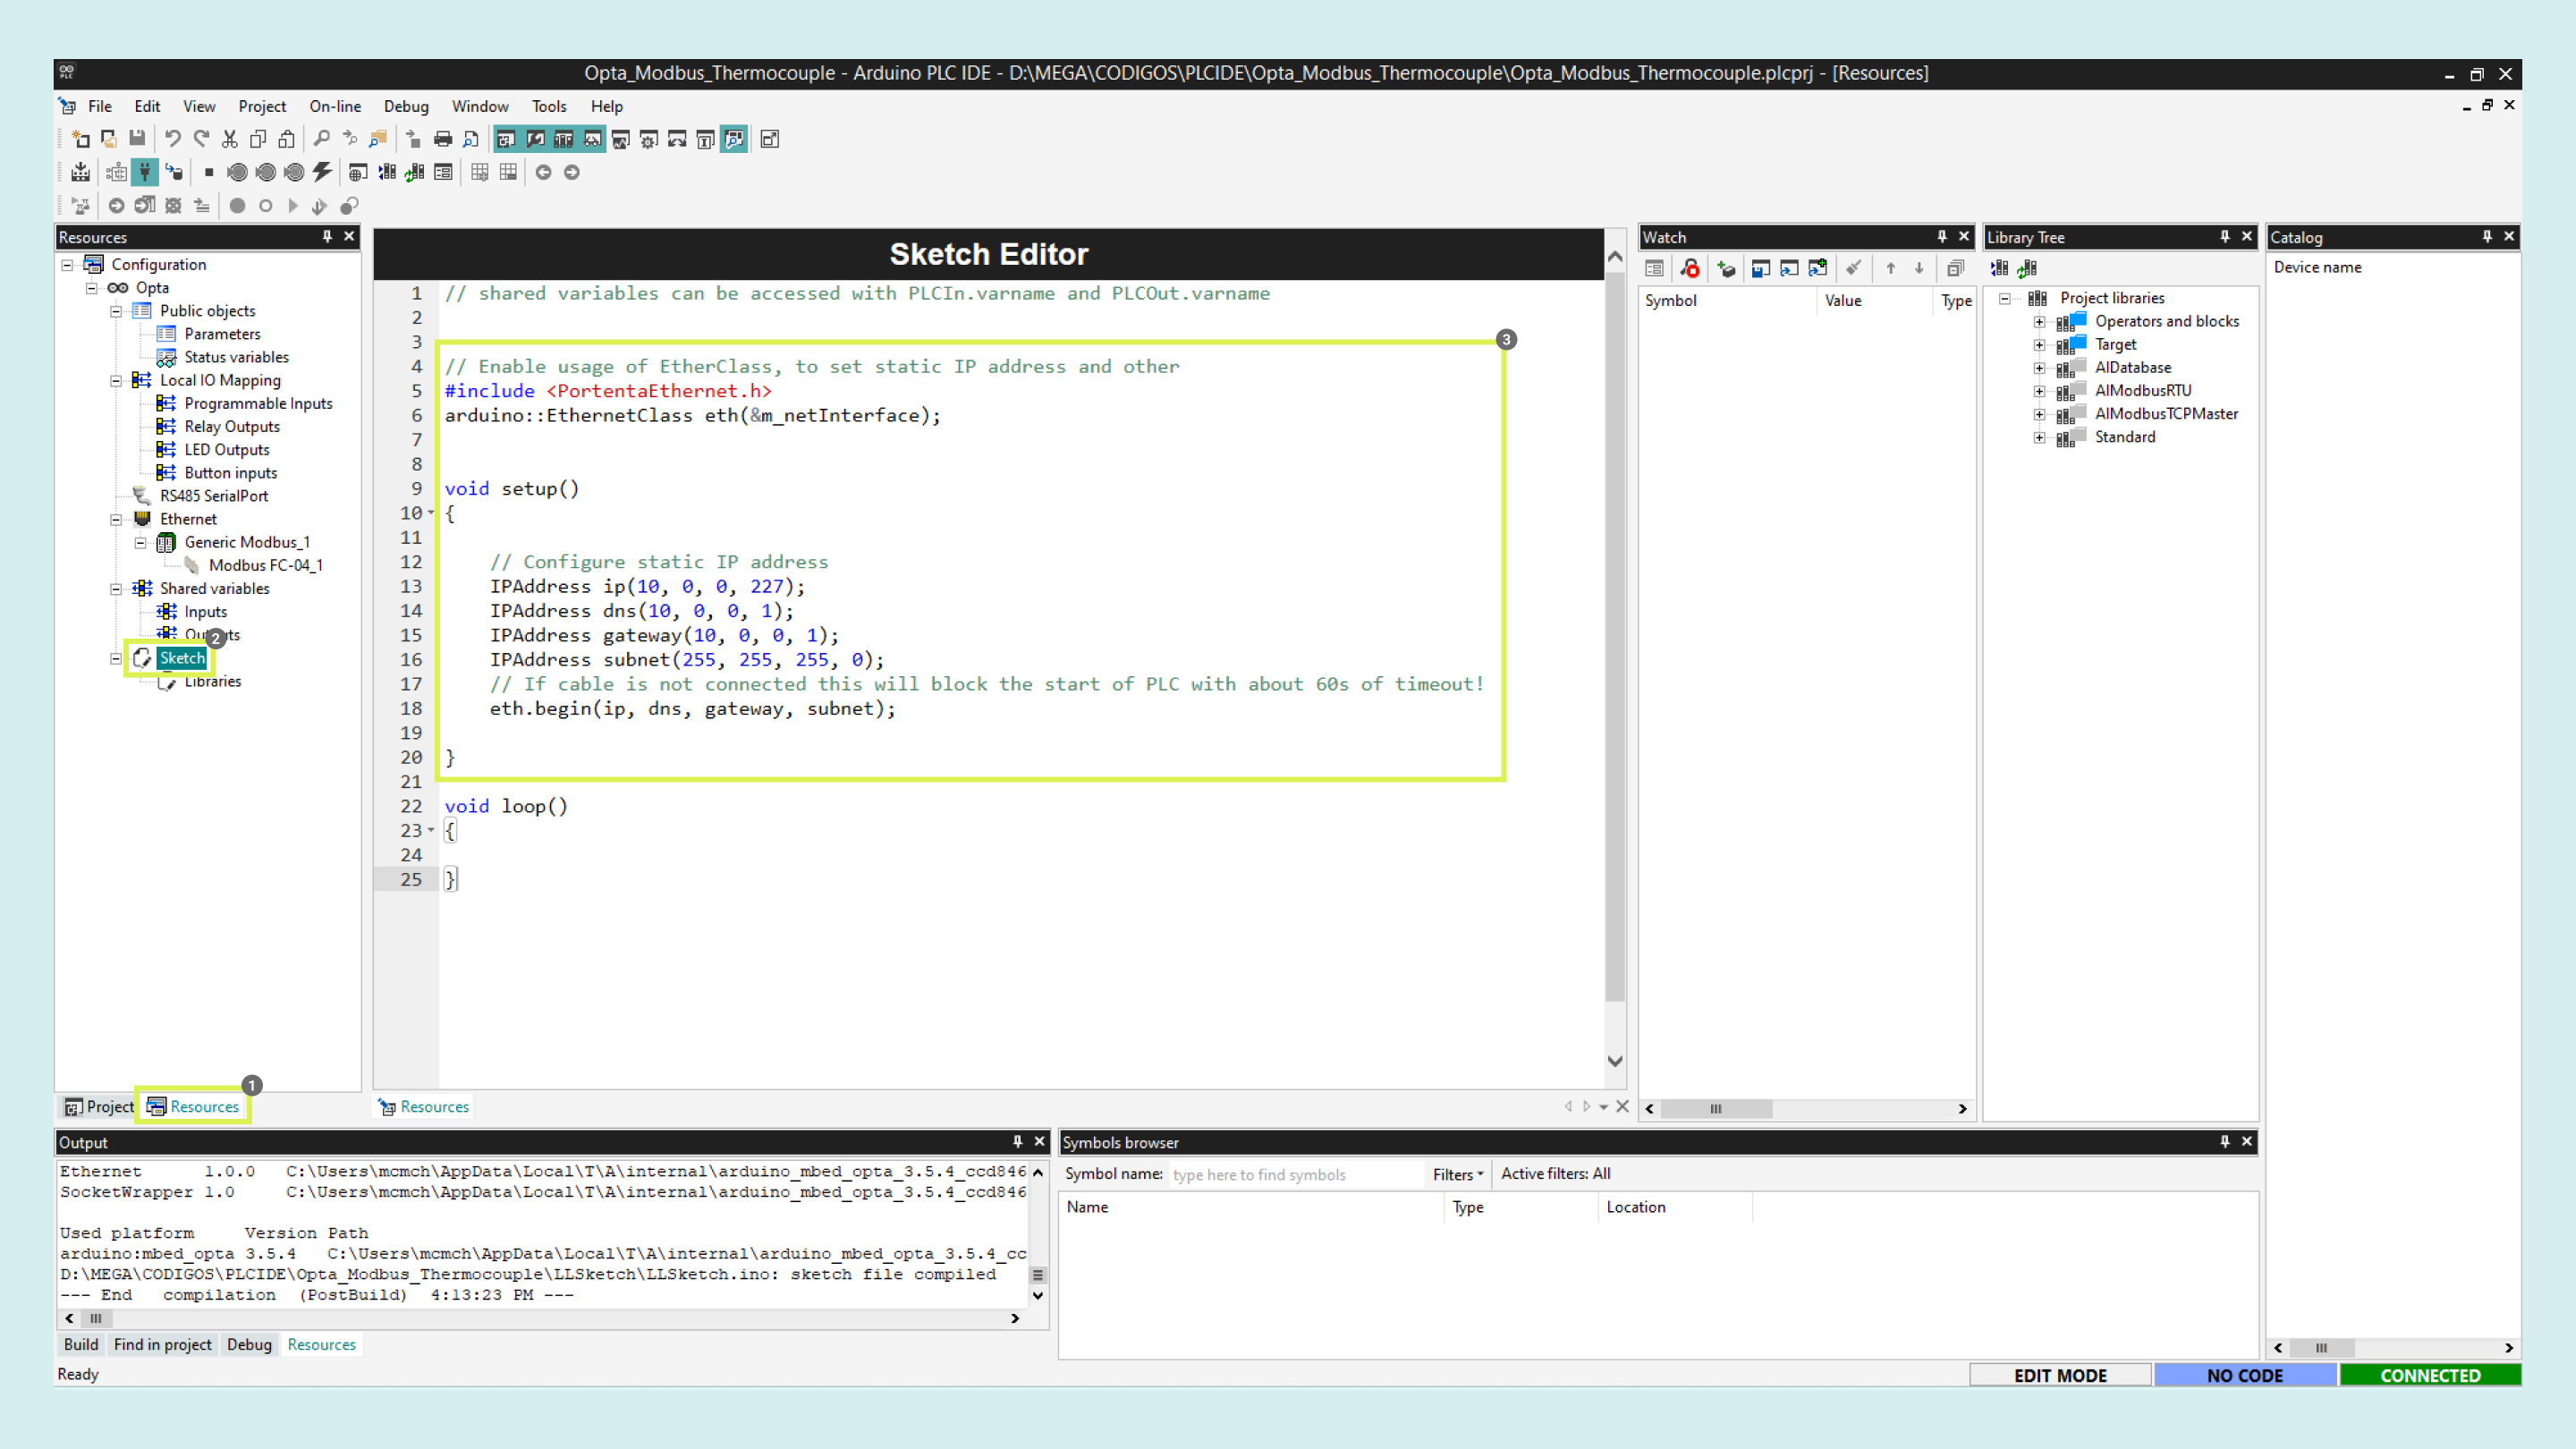 Opta_Modbus_Thermocouple - Arduino PLC IDE - D:\MEGA\CODIGOS\PLCIDE\Opta_Modbus_Thermocouple\Opta_Modbus_Thermocouple.plcprj - [Resources]
File Edit View Project On-line Debug Window Tools Help
Resources
Configuration
Opta
Public objects
Parameters
Status variables
Local IO Mapping
Programmable Inputs
Relay Outputs
LED Outputs
Button inputs
RS485 SerialPort
Ethernet
Generic Modbus_1
Modbus FC-04_1
Shared variables
Inputs
Outputs
2
Sketch
Libraries
1
Project Resources
Sketch Editor
1 // shared variables can be accessed with PLCIn.varname and PLCOut.varname
2
3
3
4 // Enable usage of EtherClass, to set static IP address and other
5 #include <PortentaEthernet.h>
6 arduino::EthernetClass eth(&m_netInterface);
7
8
9 void setup()
10 {
11
12 // Configure static IP address
13 IPAddress ip(10, 0, 0, 227);
14 IPAddress dns(10, 0, 0, 1);
15 IPAddress gateway(10, 0, 0, 1);
16 IPAddress subnet(255, 255, 255, 0);
17 // If cable is not connected this will block the start of PLC with about 60s of timeout!
18 eth.begin(ip, dns, gateway, subnet);
19
20 }
21
22 void loop()
23 {
24
25 }
Resources
Watch
Symbol Value Type
Library Tree
Project libraries
Operators and blocks
Target
AlDatabase
AlModbusRTU
AlModbusTCPMaster
Standard
Catalog
Device name
Output
Ethernet 1.0.0 C:\Users\mcmch\AppData\Local\T\A\internal\arduino_mbed_opta_3.5.4_ccd846
SocketWrapper 1.0 C:\Users\mcmch\AppData\Local\T\A\internal\arduino_mbed_opta_3.5.4_ccd846
Used platform Version Path
arduino:mbed_opta 3.5.4 C:\Users\mcmch\AppData\Local\T\A\internal\arduino_mbed_opta_3.5.4_cc
D:\MEGA\CODIGOS\PLCIDE\Opta_Modbus_Thermocouple\LLSketch\LLSketch.ino: sketch file compiled
--- End compilation (PostBuild) 4:13:23 PM ---
Build Find in project Debug Resources
Symbols browser
Symbol name: type here to find symbols Filters Active filters: All
Name Type Location
Ready
EDIT MODE NO CODE CONNECTED